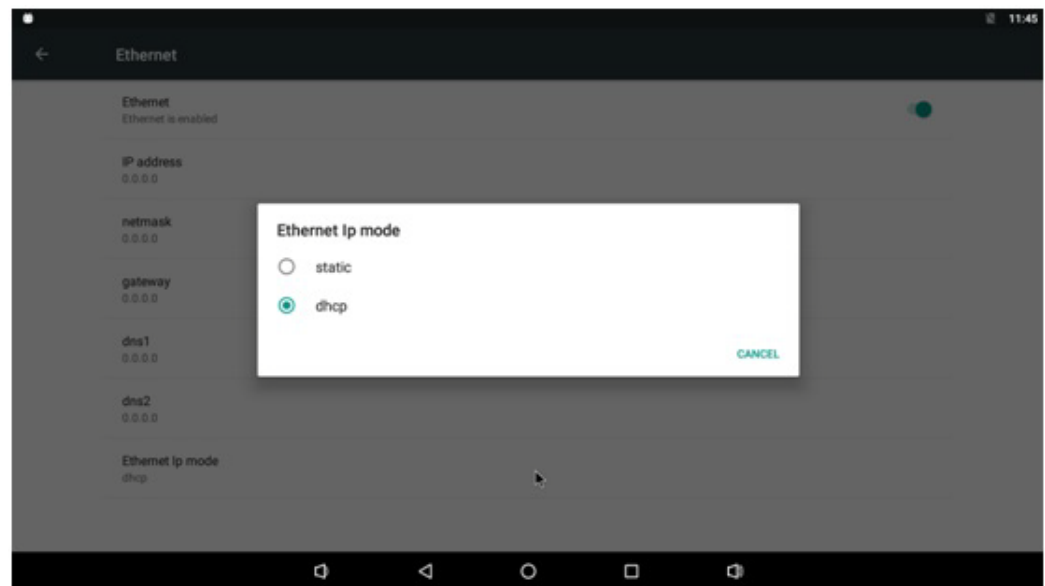 11:45
Ethernet
Ethernet
Ethernet is enabled
IP address
0.0.0.0
netmask
0.0.0.0
gateway
0.0.0.0
dns1
0.0.0.0
dns2
0.0.0.0
Ethernet Ip mode
dhcp
Ethernet Ip mode
static
dhcp
CANCEL